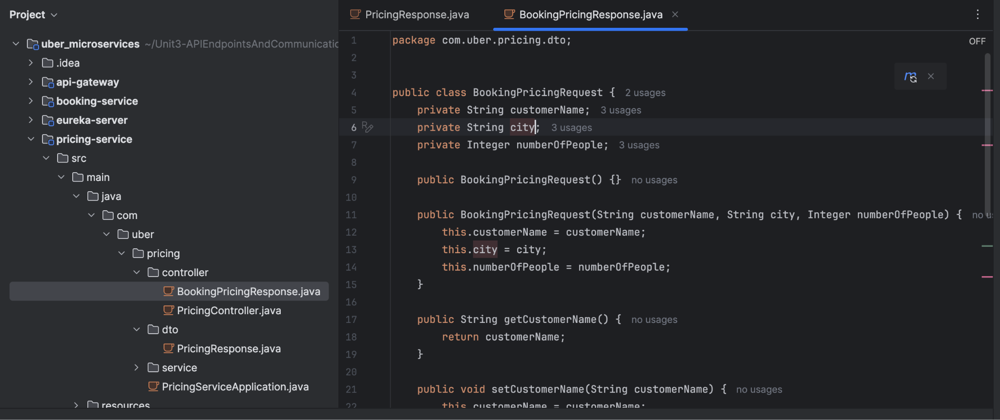 Project
uber_microservices ~/Unit3-APIEndpointsAndCommunicatic
.idea
api-gateway
booking-service
eureka-server
pricing-service
src
main
java
com
uber
pricing
controller
BookingPricingResponse.java
PricingController.java
dto
PricingResponse.java
service
PricingServiceApplication.java
resources
PricingResponse.java BookingPricingResponse.java
OFF
1 package com.uber.pricing.dto;
2
3
4 public class BookingPricingRequest { 2 usages
5 private String customerName; 3 usages
6 private String city; 3 usages
7 private Integer numberOfPeople; 3 usages
8
9 public BookingPricingRequest() {} no usages
10
11 public BookingPricingRequest(String customerName, String city, Integer numberOfPeople) { no us
12 this.customerName = customerName;
13 this.city = city;
14 this.numberOfPeople = numberOfPeople;
15 }
16
17 public String getCustomerName() { no usages
18 return customerName;
19 }
20
21 public void setCustomerName(String customerName) { no usages
22 this.customerName = customerName;